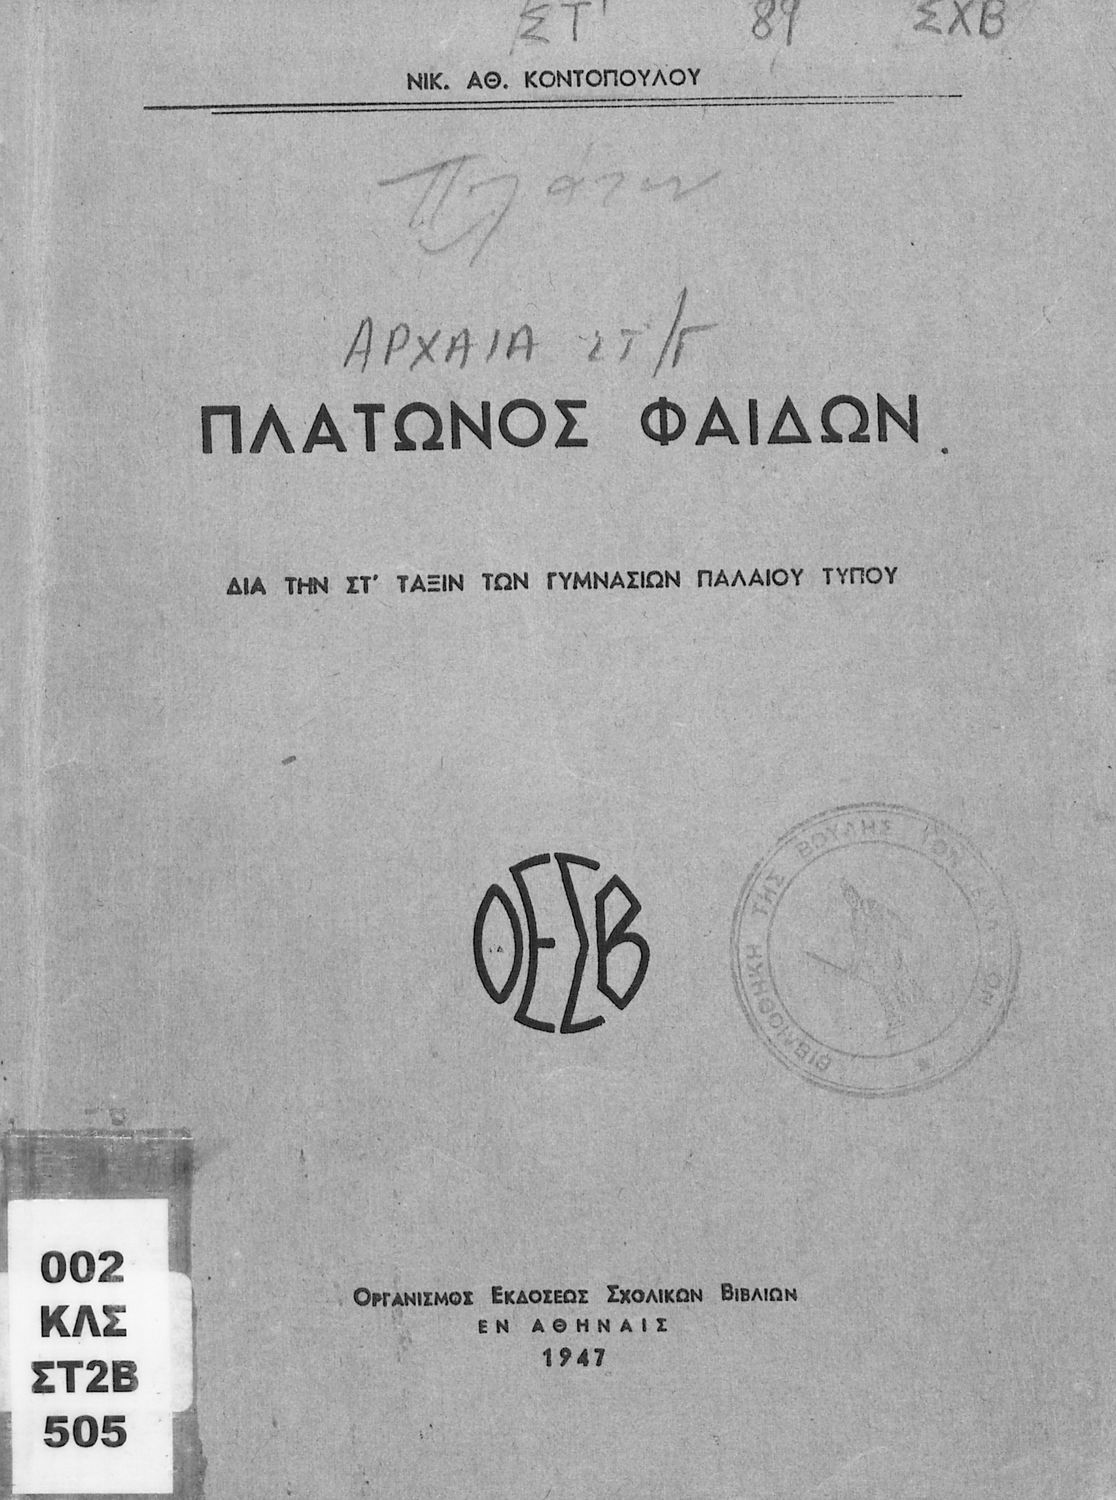 ΣΤ' 89 ΣΧΒ
ΝΙΚ. ΑΘ. ΚΟΝΤΟΠΟΥΛΟΥ
Πλάτων
ΑΡΧΑΙΑ ΣΤ/Γ
ΠΛΑΤΩΝΟΣ ΦΑΙΔΩΝ
ΔΙΑ ΤΗΝ ΣΤ' ΤΑΞΙΝ ΤΩΝ ΓΥΜΝΑΣΙΩΝ ΠΑΛΑΙΟΥ ΤΥΠΟΥ
ΟΕΣΒ
ΒΙΒΛΙΟΘΗΚΗ ΤΗΣ ΒΟΥΛΗΣ
ΟΡΓΑΝΙΣΜΟΣ ΕΚΔΟΣΕΩΣ ΣΧΟΛΙΚΩΝ ΒΙΒΛΙΩΝ
ΕΝ ΑΘΗΝΑΙΣ
1947
002
ΚΛΣ
ΣΤ2Β
505